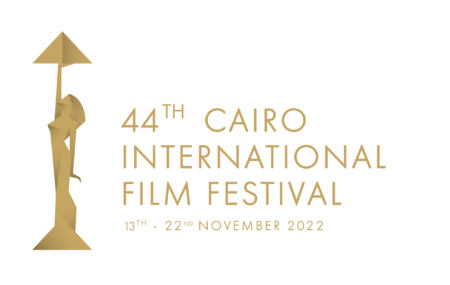 44TH CAIRO
INTERNATIONAL
FILM FESTIVAL
13TH - 22ND NOVEMBER 2022